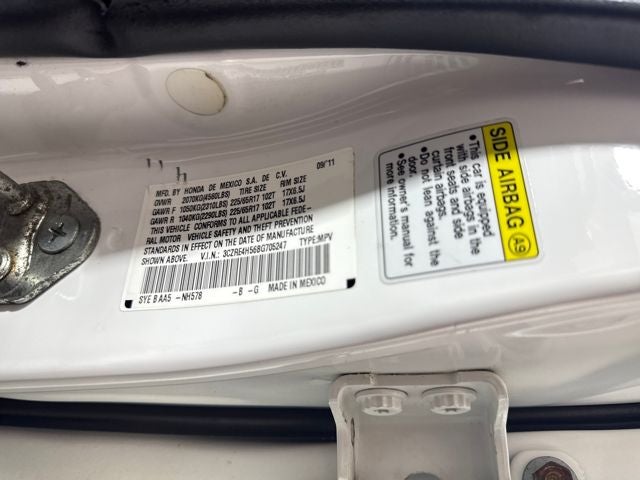 MFD. BY HONDA DE MEXICO S.A. DE C.V. 09/'11
GVWR 2070KG(4560LBS) TIRE SIZE RIM SIZE
GAWR F 1050KG(2310LBS) 225/65R17 102T 17X6.5J
GAWR R 1040KG(2290LBS) 225/65R17 102T 17X6.5J
THIS VEHICLE CONFORMS TO ALL APPLICABLE FEDE-
RAL MOTOR VEHICLE SAFETY AND THEFT PREVENTION
STANDARDS IN EFFECT ON THE DATE OF MANUFACTURE
SHOWN ABOVE. V.I.N.: 3CZRE4H56BG705247 TYPE:MPV
SYE B AA5 -NH578 -B -G MADE IN MEXICO
SIDE AIRBAG A9
•This car is equipped
with side airbags in the
front seats and side
curtain airbags.
•Do not lean against the
door.
•See owner's manual for
more information.